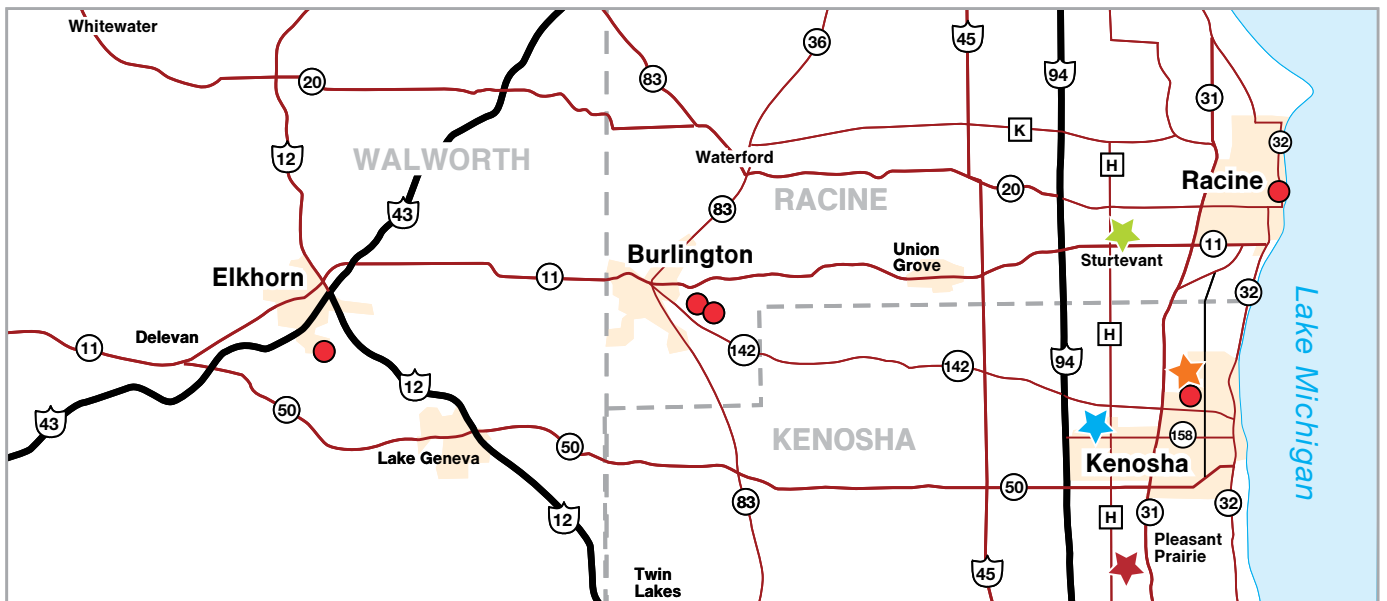 Whitewater
36
45
83
94
20
31
K
32
12
WALWORTH
Waterford
H
Racine
20
RACINE
43
83
11
Union
Grove
Sturtevant
Burlington
Elkhorn
11
32
Lake Michigan
Delevan
11
142
H
94
142
12
50
43
158
KENOSHA
50
Lake Geneva
Kenosha
50
83
32
31
H
12
Pleasant
Prairie
45
Twin
Lakes